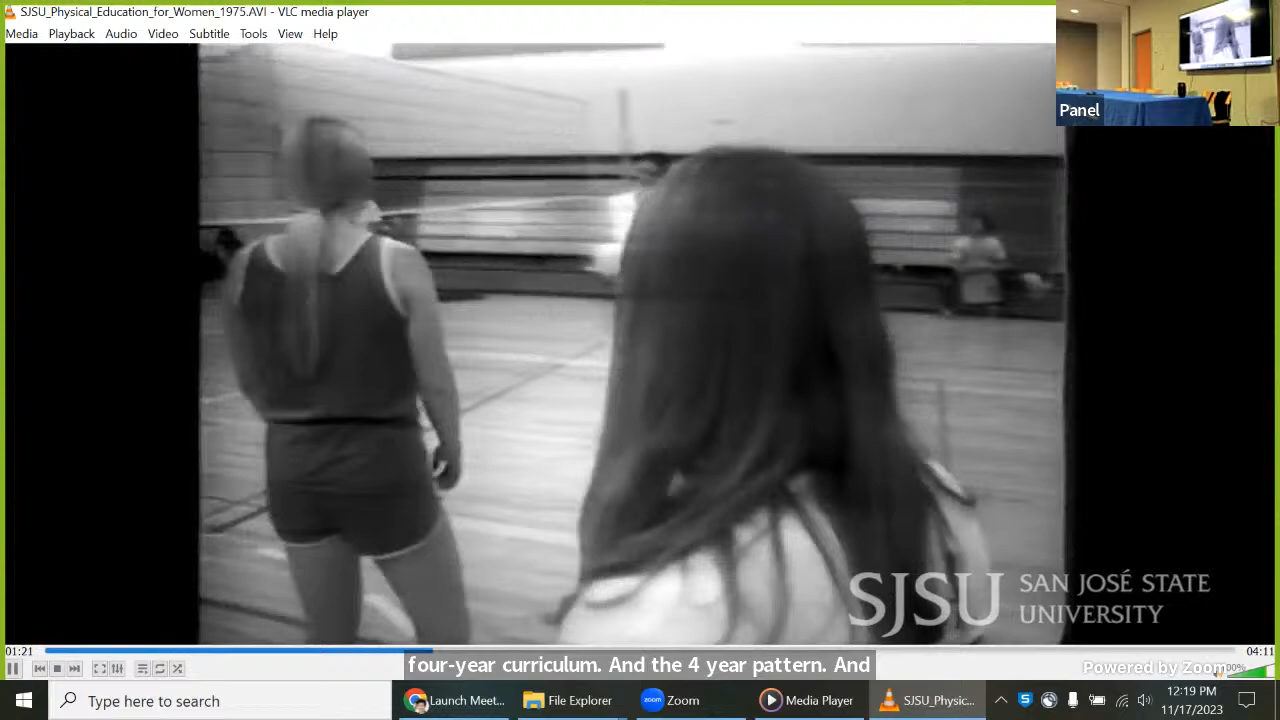 SJSU_Physical_Education_for_Women_1975.AVI - VLC media player
Media Playback Audio Video Subtitle Tools View Help
Panel
SJSU SAN JOSÉ STATE
UNIVERSITY
01:21
04:11
four-year curriculum. And the 4 year pattern. And
Powered by Zoom
Type here to search
Launch Meet...
File Explorer
Zoom
Media Player
SJSU_Physic...
12:19 PM
11/17/2023